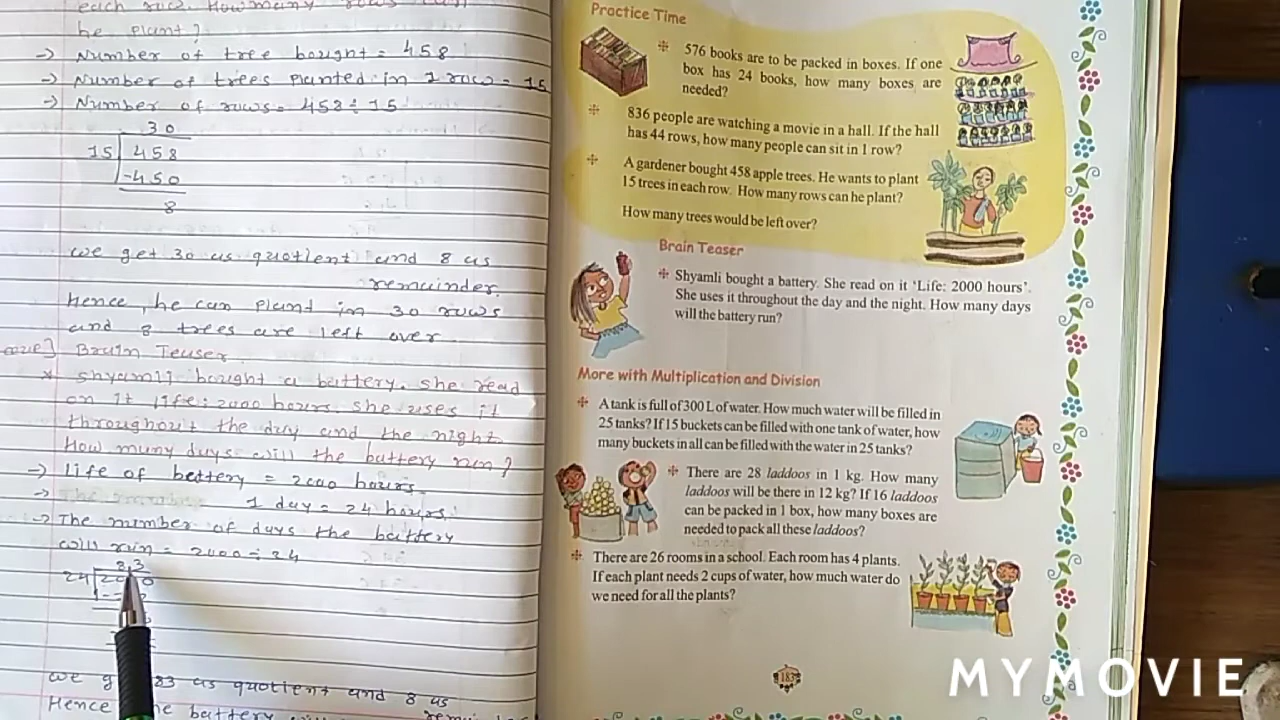 each row. How many rows can
he plant?
→ Number of tree bought = 458
→ Number of trees planted in 1 row = 15
→ Number of rows = 458 ÷ 15
30
15 458
-450
8
we get 30 as quotient and 8 as
remainder.
Hence, he can plant in 30 rows
and 8 trees are left over
Brain Teaser.
* Shyamli bought a battery. she read
on it life: 2000 hours. she uses it
throughout the day and the night
How many days will the battery run?
→ life of bettery = 2000 hours.
→ 1 day = 24 hours.
→ The number of days the battery
will run = 2000 ÷ 24
83
24
we 83 as quotient and 8 as
Hence the battery
Practice Time
576 books are to be packed in boxes. If one
box has 24 books, how many boxes are
needed?
836 people are watching a movie in a hall. If the hall
has 44 rows, how many people can sit in 1 row?
A gardener bought 458 apple trees. He wants to plant
15 trees in each row. How many rows can he plant?
How many trees would be left over?
Brain Teaser
Shyamli bought a battery. She read on it 'Life: 2000 hours'.
She uses it throughout the day and the night. How many days
will the battery run?
More with Multiplication and Division
A tank is full of 300 L of water. How much water will be filled in
25 tanks? If 15 buckets can be filled with one tank of water, how
many buckets in all can be filled with the water in 25 tanks?
There are 28 laddoos in 1 kg. How many
laddoos will be there in 12 kg? If 16 laddoos
can be packed in 1 box, how many boxes are
needed to pack all these laddoos?
There are 26 rooms in a school. Each room has 4 plants.
If each plant needs 2 cups of water, how much water do
we need for all the plants?
183
MYMOVIE